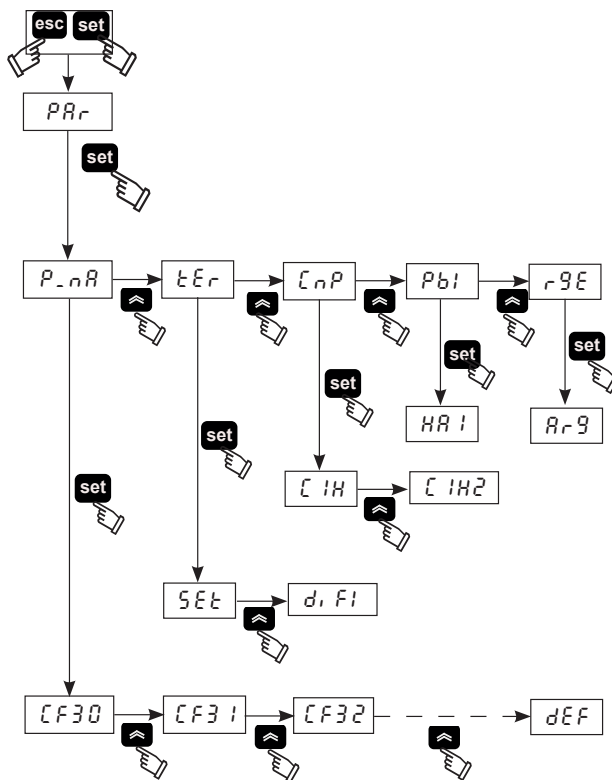 esc set
PAr
set
P_nA tEr CnP Pb1 rgE
set set set
HA1 Arg
set
set C1H C1H2
SEt diF1
CF30 CF31 CF32 dEF